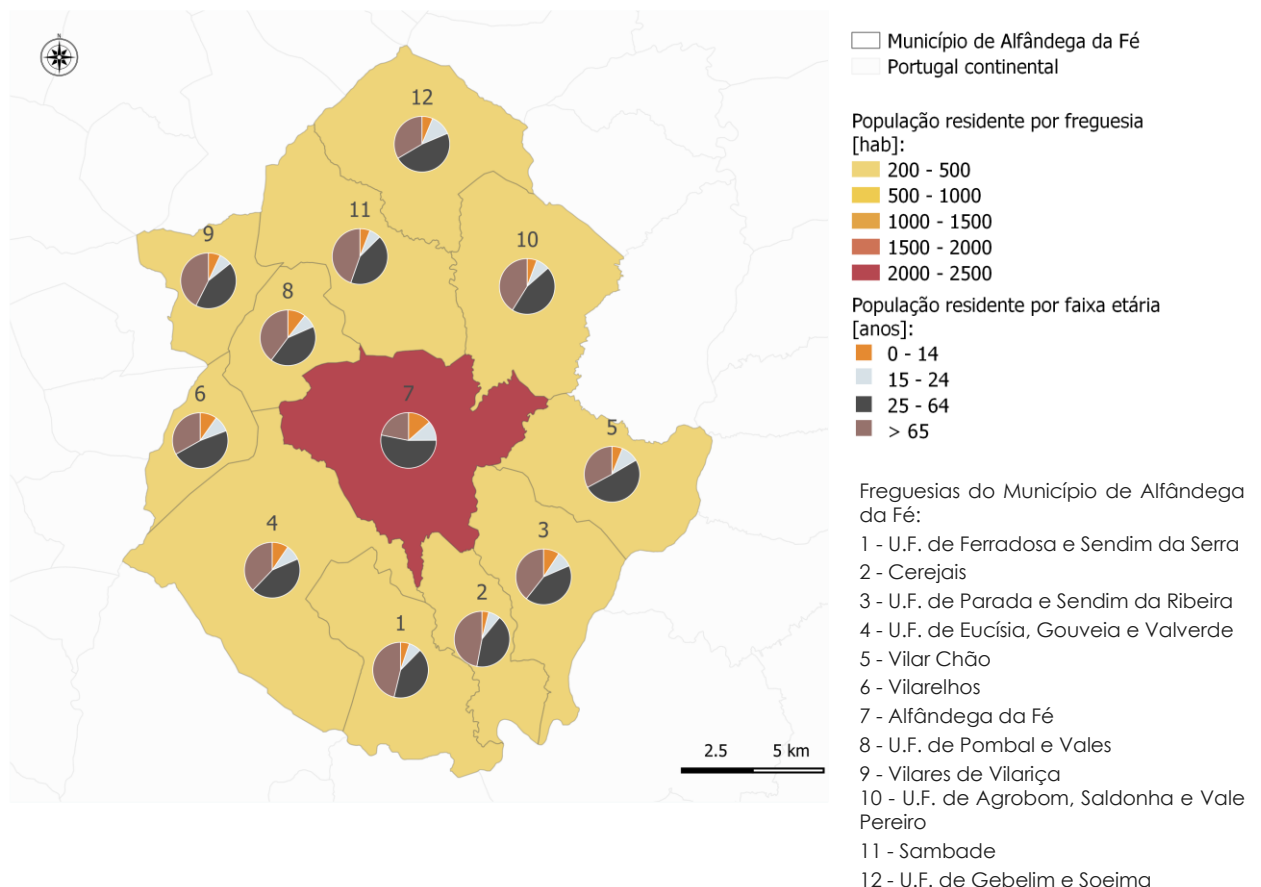 N
12
11
9
10
8
7
6
5
4
3
2
1
2.5 5 km
Município de Alfândega da Fé
Portugal continental
População residente por freguesia
[hab]:
200 - 500
500 - 1000
1000 - 1500
1500 - 2000
2000 - 2500
População residente por faixa etária
[anos]:
0 - 14
15 - 24
25 - 64
> 65
Freguesias do Município de Alfândega
da Fé:
1 - U.F. de Ferradosa e Sendim da Serra
2 - Cerejais
3 - U.F. de Parada e Sendim da Ribeira
4 - U.F. de Eucísia, Gouveia e Valverde
5 - Vilar Chão
6 - Vilarelhos
7 - Alfândega da Fé
8 - U.F. de Pombal e Vales
9 - Vilares de Vilariça
10 - U.F. de Agrobom, Saldonha e Vale
Pereiro
11 - Sambade
12 - U.F. de Gebelim e Soeima